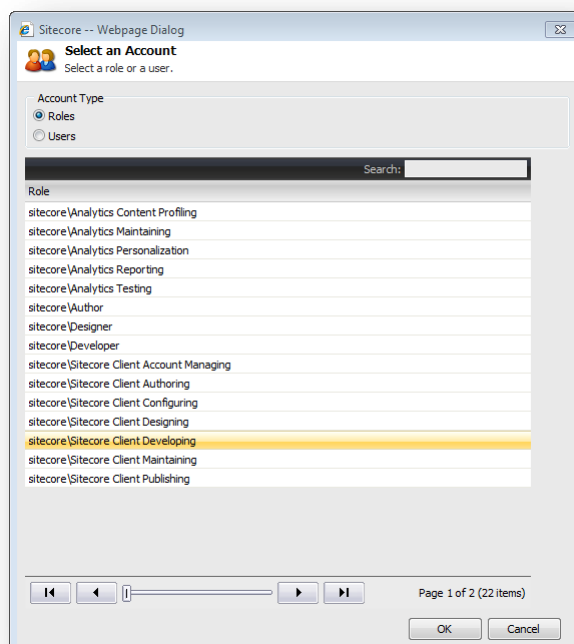 Sitecore -- Webpage Dialog
Select an Account
Select a role or a user.
Account Type
Roles
Users
Search:
Role
sitecore\Analytics Content Profiling
sitecore\Analytics Maintaining
sitecore\Analytics Personalization
sitecore\Analytics Reporting
sitecore\Analytics Testing
sitecore\Author
sitecore\Designer
sitecore\Developer
sitecore\Sitecore Client Account Managing
sitecore\Sitecore Client Authoring
sitecore\Sitecore Client Configuring
sitecore\Sitecore Client Designing
sitecore\Sitecore Client Developing
sitecore\Sitecore Client Maintaining
sitecore\Sitecore Client Publishing
Page 1 of 2 (22 items)
OK Cancel